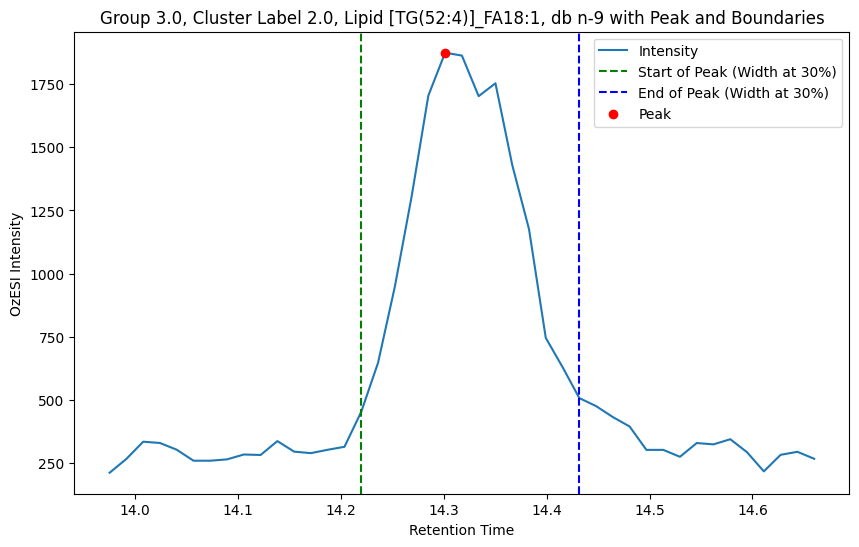 Group 3.0, Cluster Label 2.0, Lipid [TG(52:4)]_FA18:1, db n-9 with Peak and Boundaries
Intensity
Start of Peak (Width at 30%)
End of Peak (Width at 30%)
Peak
OzESI Intensity
1750
1500
1250
1000
750
500
250
14.0 14.1 14.2 14.3 14.4 14.5 14.6
Retention Time